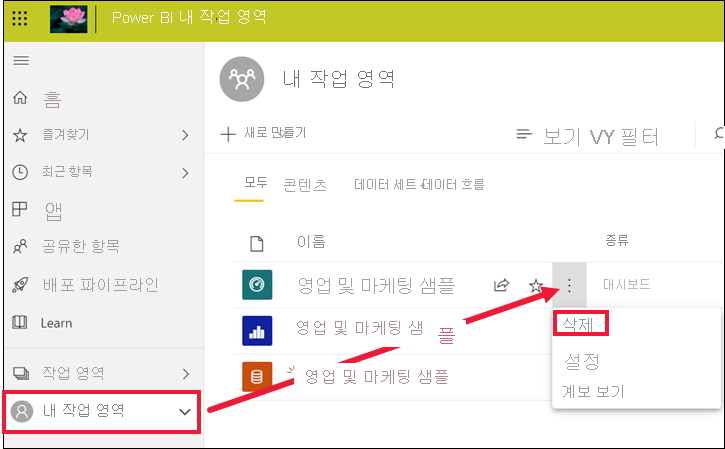 Power BI 내 작업 영역
홈
즐겨찾기
최근 항목
앱
공유한 항목
배포 파이프라인
Learn
작업 영역
내 작업 영역
내 작업 영역
새로 만들기
보기 VY 필터
모두 콘텐츠 데이터 세트+데이터 흐름
이름 종류
영업 및 마케팅 샘플 대시보드
영업 및 마케팅 샘플
영업 및 마케팅 샘플
삭제
설정
계보 보기